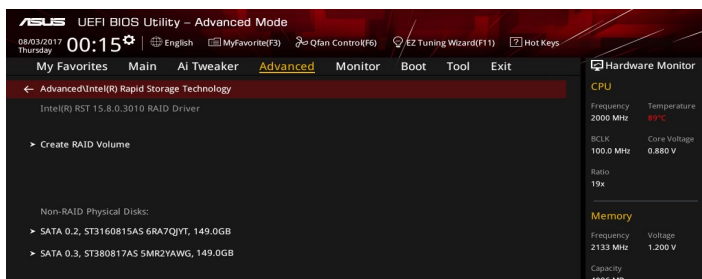 ASUS UEFI BIOS Utility – Advanced Mode
08/03/2017 Thursday 00:15 English MyFavorite(F3) Qfan Control(F6) EZ Tuning Wizard(F11) ? Hot Keys
My Favorites Main Ai Tweaker Advanced Monitor Boot Tool Exit
Hardware Monitor
← Advanced\Intel(R) Rapid Storage Technology
Intel(R) RST 15.8.0.3010 RAID Driver
> Create RAID Volume
Non-RAID Physical Disks:
> SATA 0.2, ST3160815AS 6RA7QJYT, 149.0GB
> SATA 0.3, ST380817AS 5MR2YAWG, 149.0GB
CPU
Frequency Temperature
2000 MHz 89°C
BCLK Core Voltage
100.0 MHz 0.880 V
Ratio
19x
Memory
Frequency Voltage
2133 MHz 1.200 V
Capacity
4096 MB